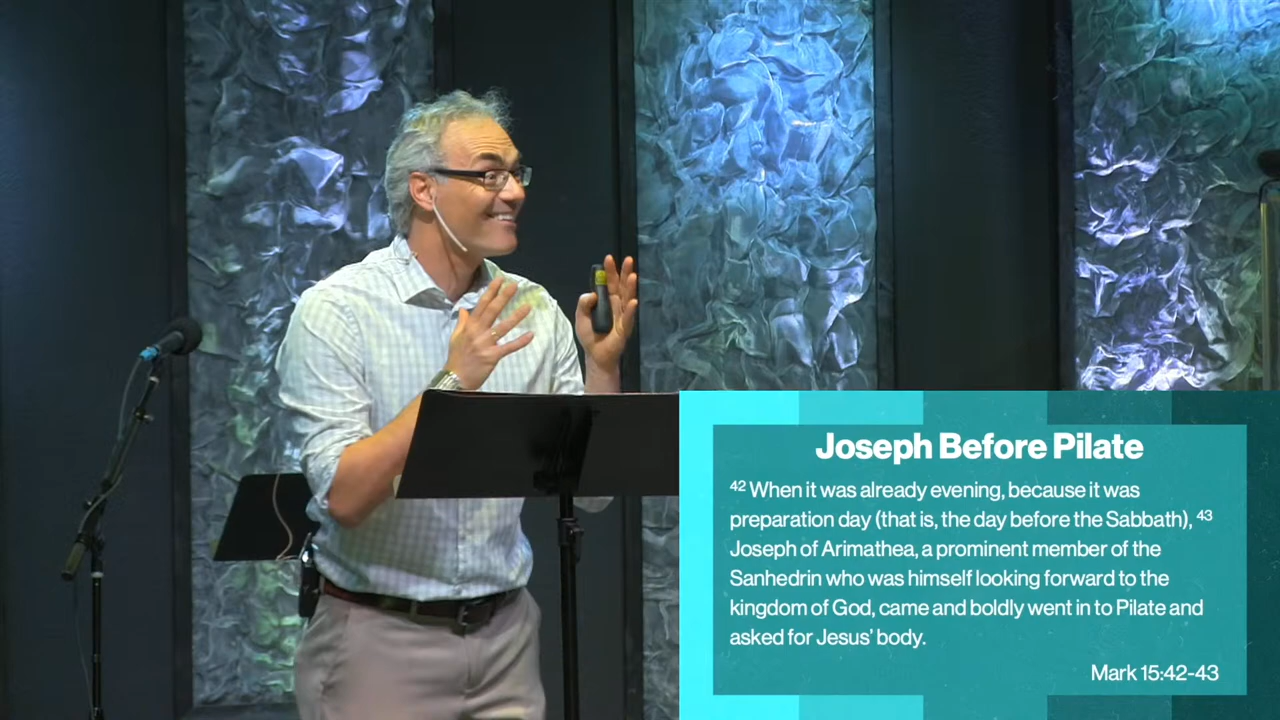 Joseph Before Pilate
⁴² When it was already evening, because it was
preparation day (that is, the day before the Sabbath), ⁴³
Joseph of Arimathea, a prominent member of the
Sanhedrin who was himself looking forward to the
kingdom of God, came and boldly went in to Pilate and
asked for Jesus' body.
Mark 15:42-43